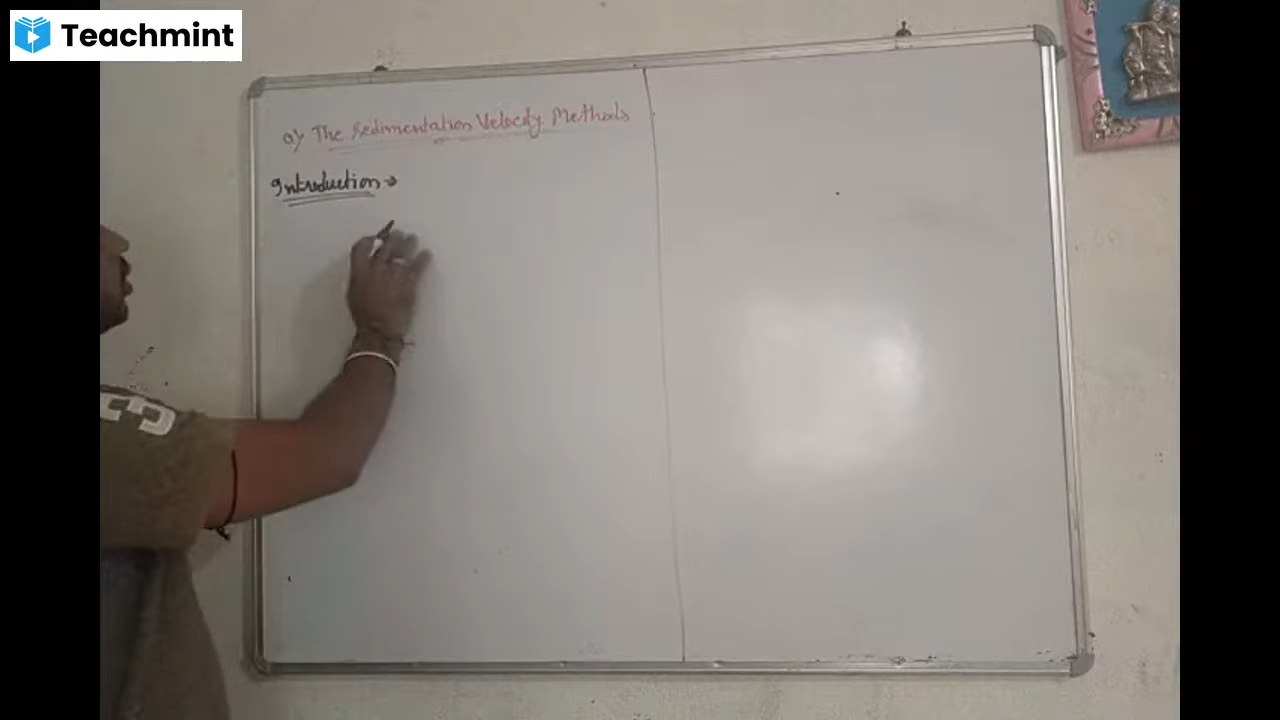 Teachmint
a) The Sedimentation Velocity Methods
Introduction →